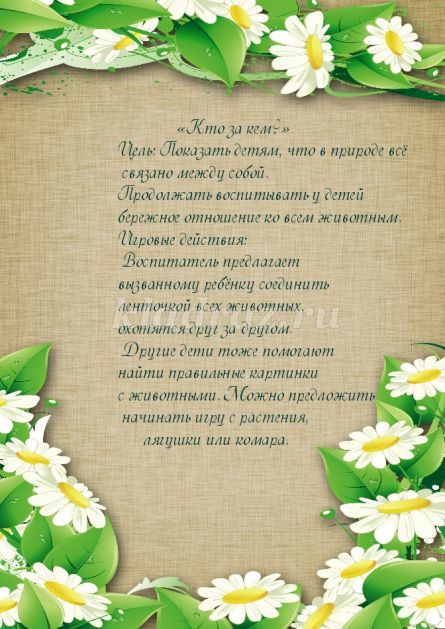 «Кто за кем?»
Цель: Показать детям, что в природе всё
связано между собой.
Продолжать воспитывать у детей
бережное отношение ко всем животным.
Игровые действия:
Воспитатель предлагает
вызванному ребёнку соединить
ленточкой всех животных,
охотятся друг за другом.
Другие дети тоже помогают
найти правильные картинки
с животными. Можно предложить
начинать игру с растения,
лягушки или комара.